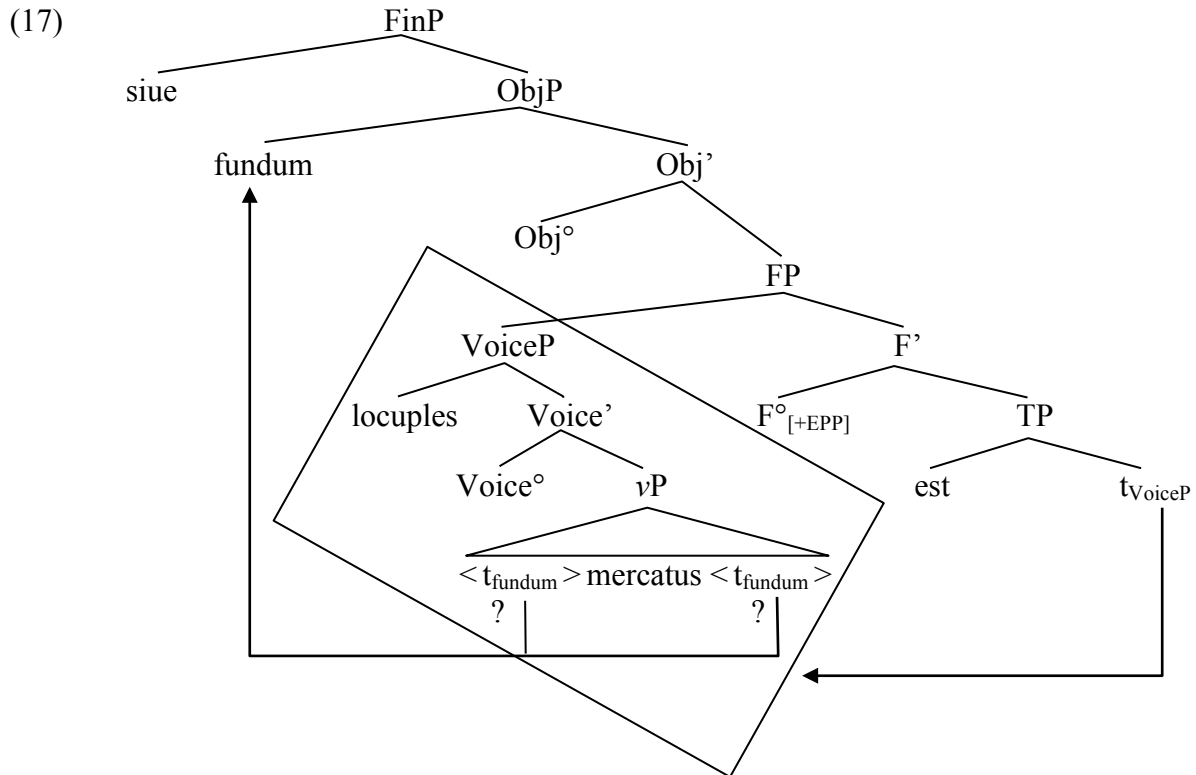 (17) FinP
siue ObjP
fundum Obj’
Obj° FP
VoiceP F’
locuples Voice’ F°[+EPP] TP
Voice° vP est tVoiceP
< tfundum > mercatus < tfundum >
? ?